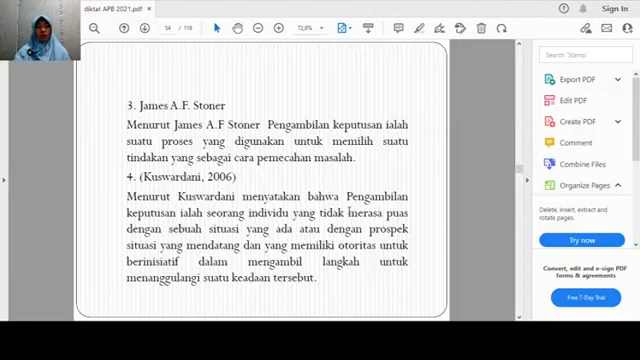 diktat APB 2021.pdf
54 / 116
72,8%
Sign In
3. James A.F. Stoner
Menurut James A.F Stoner Pengambilan keputusan ialah
suatu proses yang digunakan untuk memilih suatu
tindakan yang sebagai cara pemecahan masalah.
4. (Kuswardani, 2006)
Menurut Kuswardani menyatakan bahwa Pengambilan
keputusan ialah seorang individu yang tidak merasa puas
dengan sebuah situasi yang ada atau dengan prospek
situasi yang mendatang dan yang memiliki otoritas untuk
berinisiatif dalam mengambil langkah untuk
menanggulangi suatu keadaan tersebut.
Search "Stamp"
Export PDF
Edit PDF
Create PDF
Comment
Combine Files
Organize Pages
Delete, insert, extract and
rotate pages.
Try now
Convert, edit and e-sign PDF
forms & agreements
Free 7-Day Trial